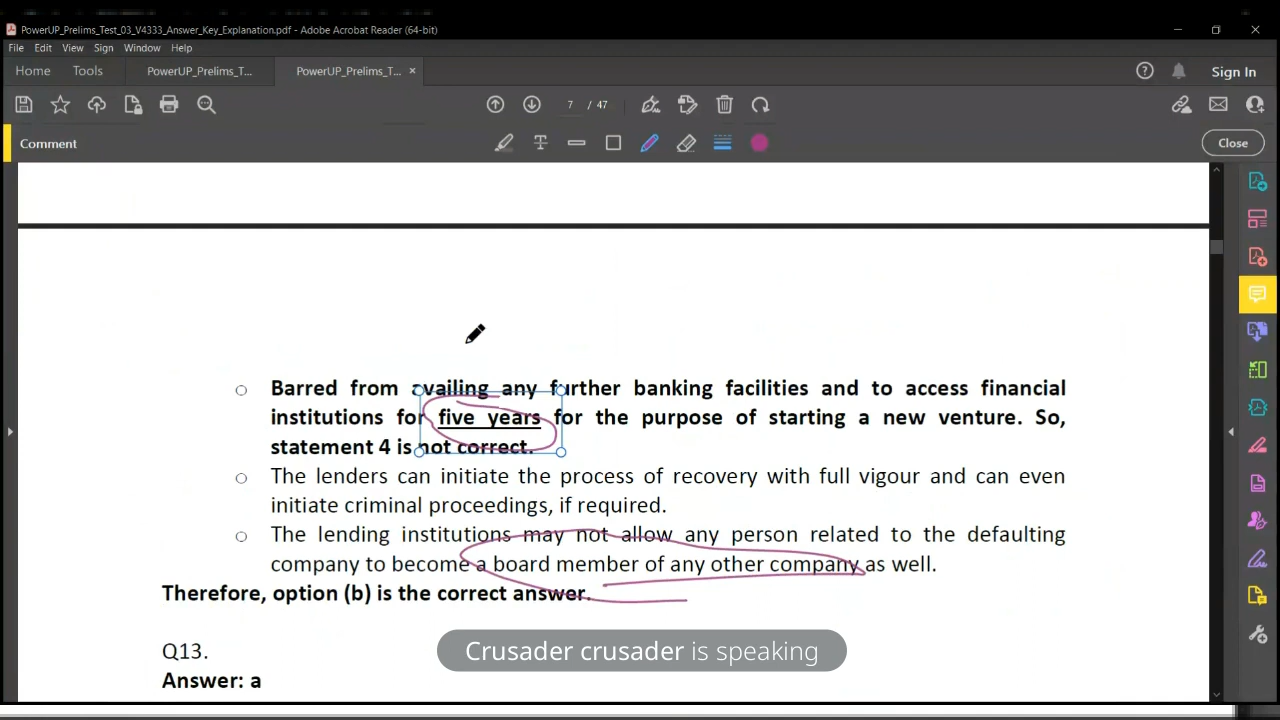 PowerUP_Prelims_Test_03_V4333_Answer_Key_Explanation.pdf - Adobe Acrobat Reader (64-bit)
File Edit View Sign Window Help
Home Tools PowerUP_Prelims_T... PowerUP_Prelims_T... × Sign In
7 / 47
Comment Close
Barred from availing any further banking facilities and to access financial
institutions for five years for the purpose of starting a new venture. So,
statement 4 is not correct.
The lenders can initiate the process of recovery with full vigour and can even
initiate criminal proceedings, if required.
The lending institutions may not allow any person related to the defaulting
company to become a board member of any other company as well.
Therefore, option (b) is the correct answer.
Q13.
Crusader crusader is speaking
Answer: a